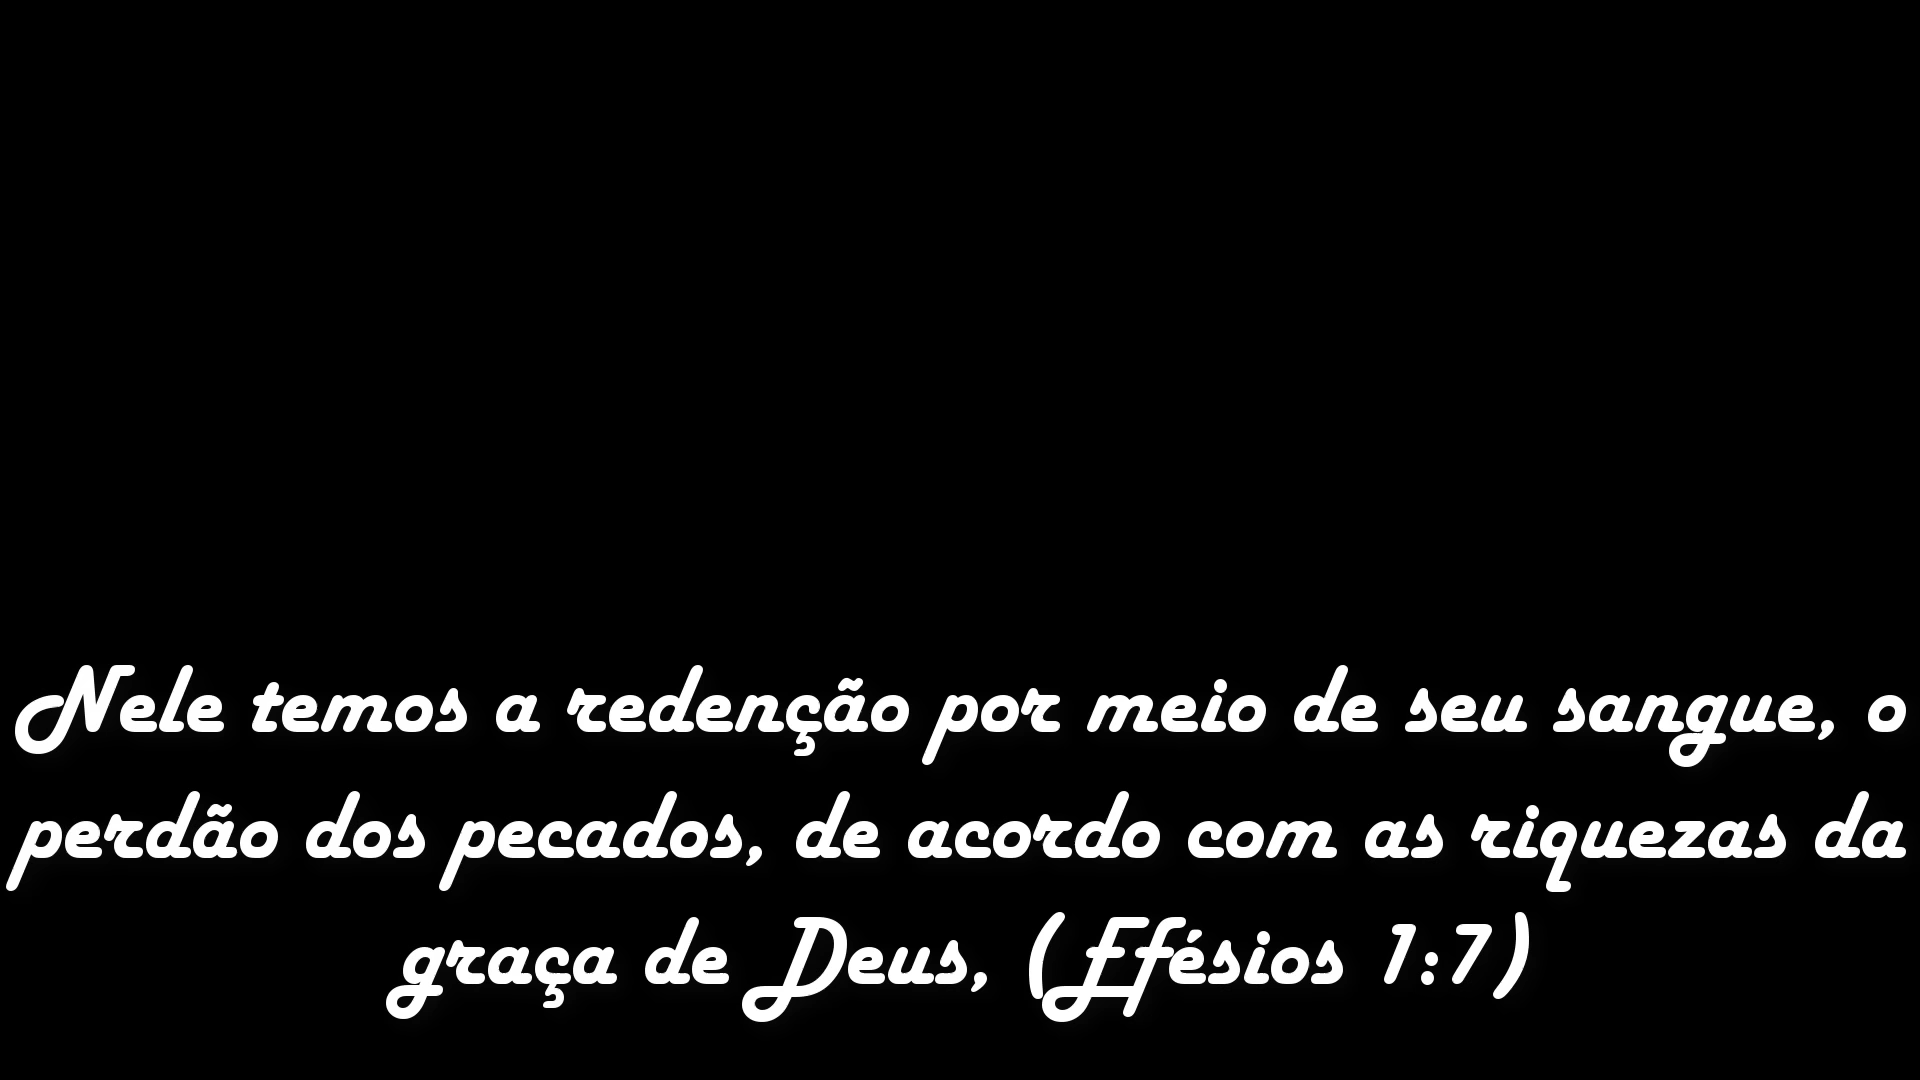 Nele temos a redenção por meio de seu sangue, o
perdão dos pecados, de acordo com as riquezas da
graça de Deus, (Efésios 1:7)